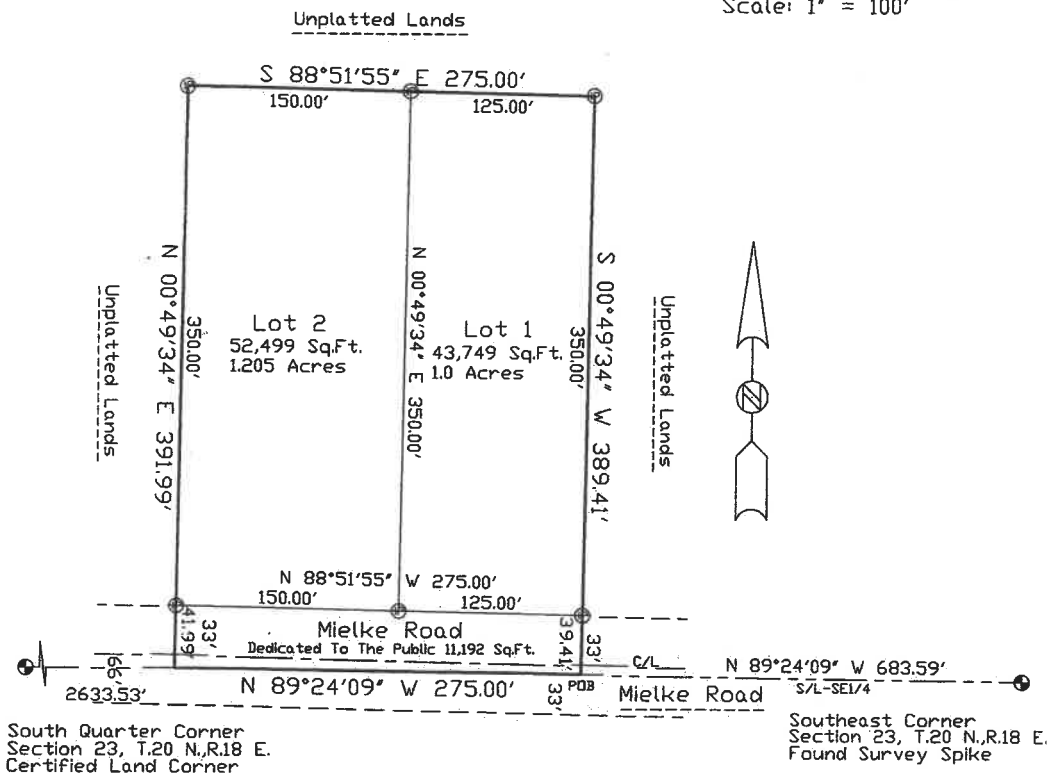 Scale: 1" = 100'
Unplatted Lands
S 88°51'55" E 275.00'
150.00'
125.00'
N 00°49'34" E 391.99'
350.00'
Unplatted Lands
Lot 2
52,499 Sq.Ft.
1.205 Acres
N 00°49'34" E 350.00'
Lot 1
43,749 Sq.Ft.
1.0 Acres
350.00'
S 00°49'34" W 389.41'
Unplatted Lands
N
N 88°51'55" W 275.00'
150.00'
125.00'
41.99'
33'
Mielke Road
Dedicated To The Public 11,192 Sq.Ft.
39.41'
33'
C/L
N 89°24'09" W 683.59'
S/L-SE1/4
66'
2633.53'
N 89°24'09" W 275.00'
33'
POB
Mielke Road
South Quarter Corner
Section 23, T.20 N.,R.18 E.
Certified Land Corner
Southeast Corner
Section 23, T.20 N.,R.18 E.
Found Survey Spike